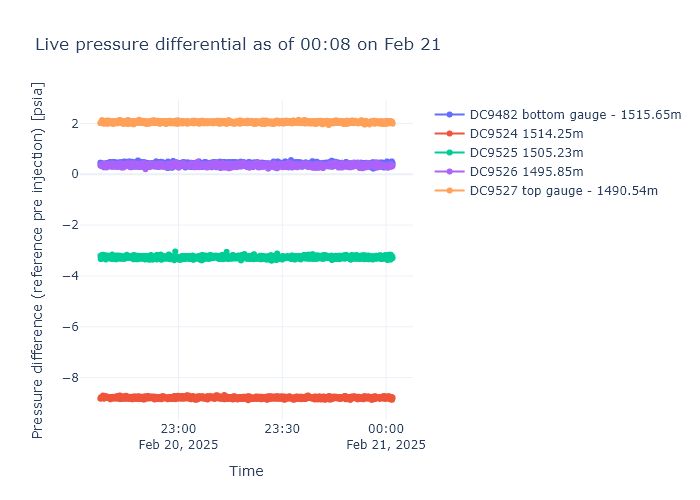 Live pressure differential as of 00:08 on Feb 21
Pressure difference (reference pre injection) [psia]
2
0
−2
−4
−6
−8
23:00
Feb 20, 2025
23:30
00:00
Feb 21, 2025
Time
DC9482 bottom gauge - 1515.65m
DC9524 1514.25m
DC9525 1505.23m
DC9526 1495.85m
DC9527 top gauge - 1490.54m